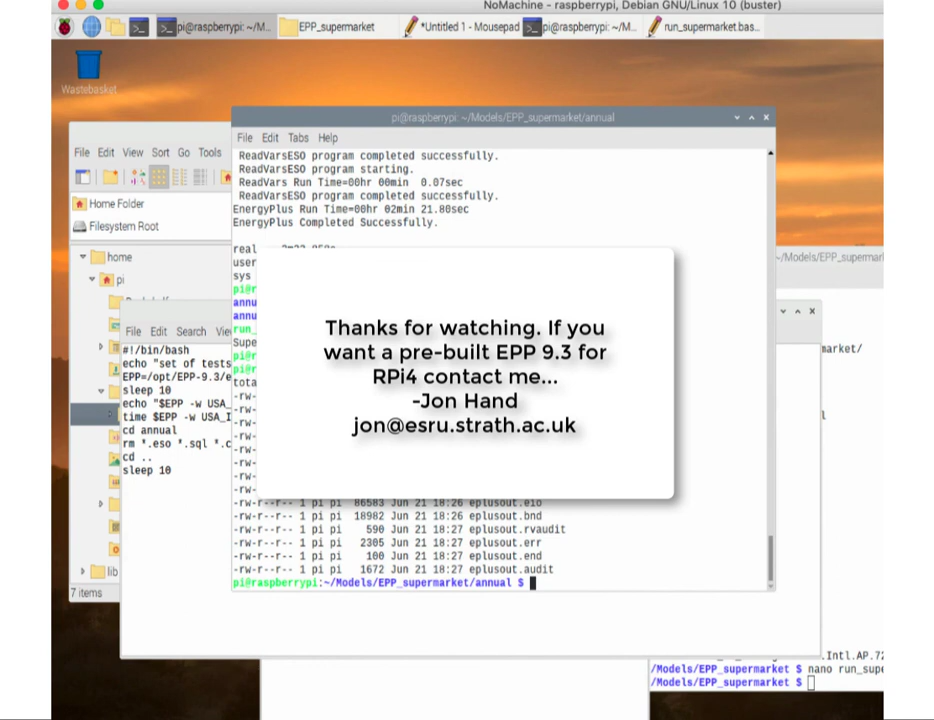 NoMachine - raspberrypi, Debian GNU/Linux 10 (buster)
pi@raspberrypi: ~/M...
EPP_supermarket
*Untitled 1 - Mousepad
pi@raspberrypi: ~/M...
run_supermarket.bas...
Wastebasket
pi@raspberrypi: ~/Models/EPP_supermarket/annual
File Edit Tabs Help
ReadVarsESO program completed successfully.
ReadVarsESO program starting.
ReadVars Run Time=00hr 00min 0.07sec
ReadVarsESO program completed successfully.
EnergyPlus Run Time=00hr 02min 21.80sec
EnergyPlus Completed Successfully.
real
user
sys
File Edit View Sort Go Tools
Home Folder
Filesystem Root
home
pi
lib
7 items
~/Models/EPP_supermar
File Edit Search
#!/bin/bash
echo "set of tests
EPP=/opt/EPP-9.3/e
sleep 10
echo "$EPP -w USA_
time $EPP -w USA_I
cd annual
rm *.eso *.sql *.c
cd ..
sleep 10
Thanks for watching. If you
want a pre-built EPP 9.3 for
RPi4 contact me...
-Jon Hand
jon@esru.strath.ac.uk
-rw-r--r-- 1 pi pi 86583 Jun 21 18:26 eplusout.eio
-rw-r--r-- 1 pi pi 18982 Jun 21 18:26 eplusout.bnd
-rw-r--r-- 1 pi pi 590 Jun 21 18:27 eplusout.rvaudit
-rw-r--r-- 1 pi pi 2305 Jun 21 18:27 eplusout.err
-rw-r--r-- 1 pi pi 100 Jun 21 18:27 eplusout.end
-rw-r--r-- 1 pi pi 1672 Jun 21 18:27 eplusout.audit
pi@raspberrypi:~/Models/EPP_supermarket/annual $
market/
.Intl.AP.72
/Models/EPP_supermarket $ nano run_supe
/Models/EPP_supermarket $